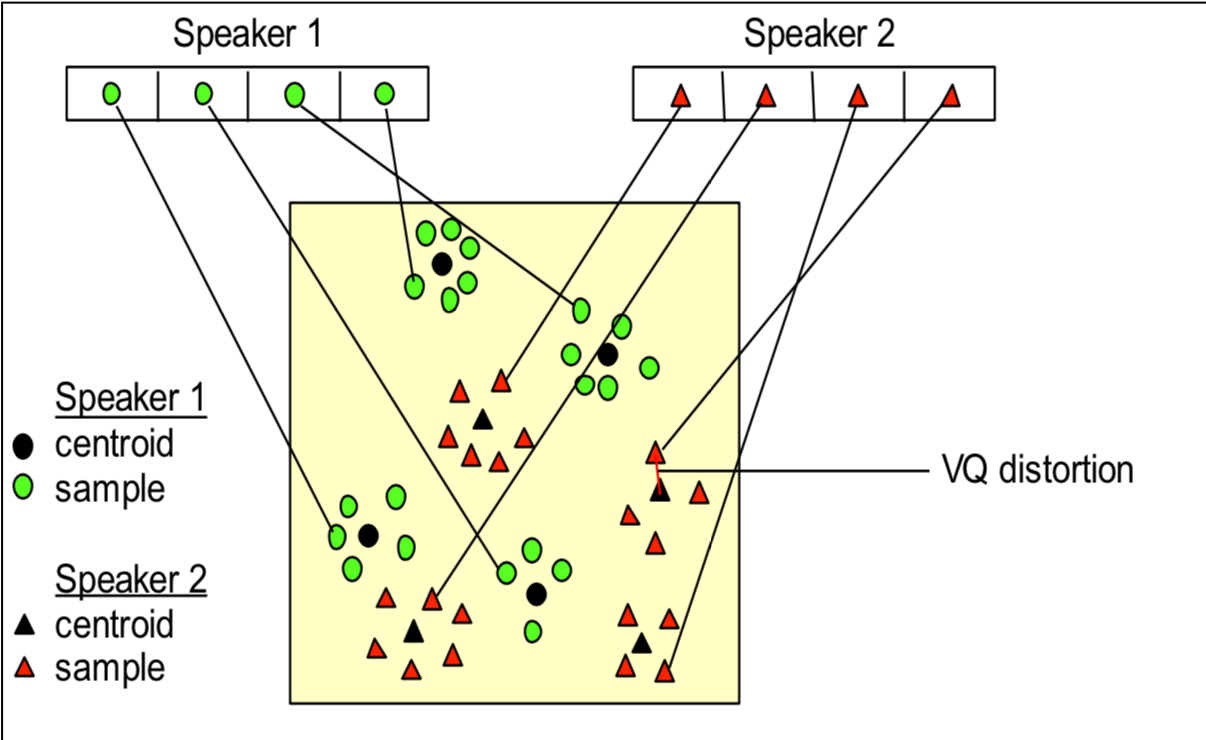 Speaker 1
Speaker 2
Speaker 1
centroid
sample
VQ distortion
Speaker 2
centroid
sample